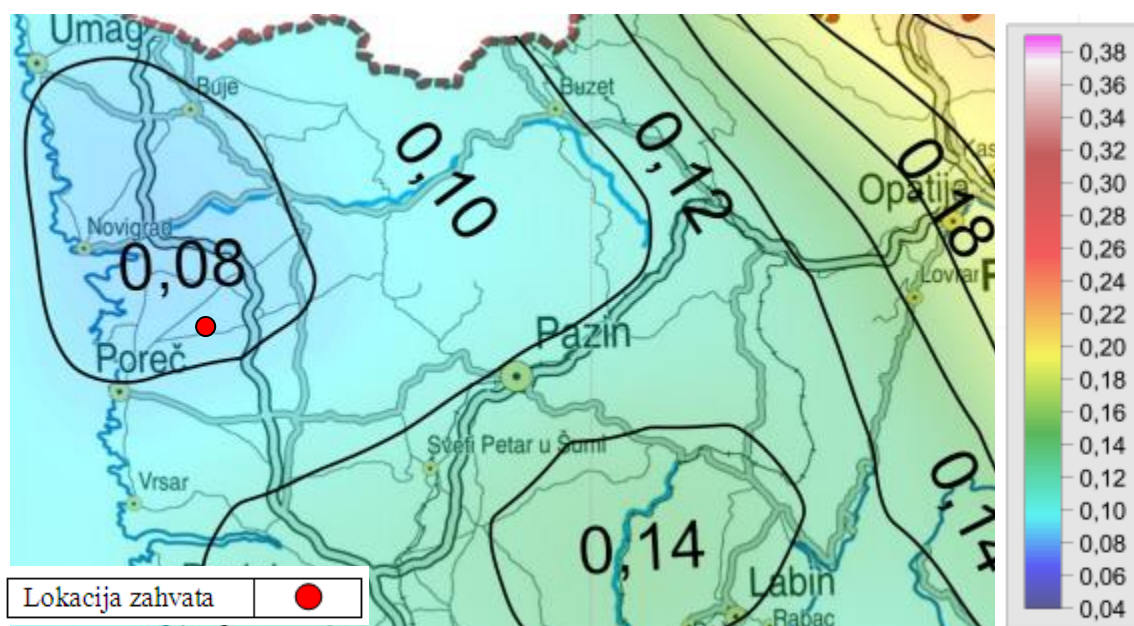 Umag
Buje
Buzet
0,10
0,12
Opatija
0,18
Novigrad
0,08
Lovran
Poreč
Pazin
Sveti Petar u Šumi
Vrsar
0,14
0,14
Labin
Rabac
Lokacija zahvata
0,38
0,36
0,34
0,32
0,30
0,28
0,26
0,24
0,22
0,20
0,18
0,16
0,14
0,12
0,10
0,08
0,06
0,04